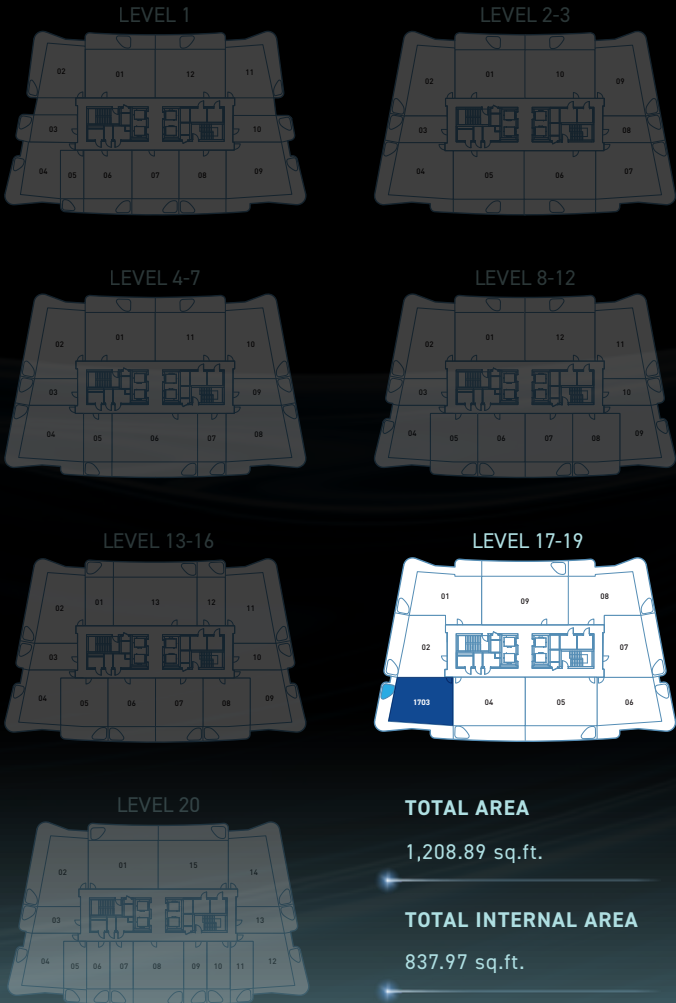 LEVEL 1
02 01 12 11
03 10
04 05 06 07 08 09
LEVEL 2-3
02 01 10 09
03 08
04 05 06 07
LEVEL 4-7
02 01 11 10
03 09
04 05 06 07 08
LEVEL 8-12
02 01 12 11
03 10
04 05 06 07 08 09
LEVEL 13-16
02 01 13 12 11
03 10
04 05 06 07 08 09
LEVEL 17-19
01 09 08
02 07
1703 04 05 06
LEVEL 20
02 01 15 14
03 13
04 05 06 07 08 09 10 11 12
TOTAL AREA
1,208.89 sq.ft.
TOTAL INTERNAL AREA
837.97 sq.ft.